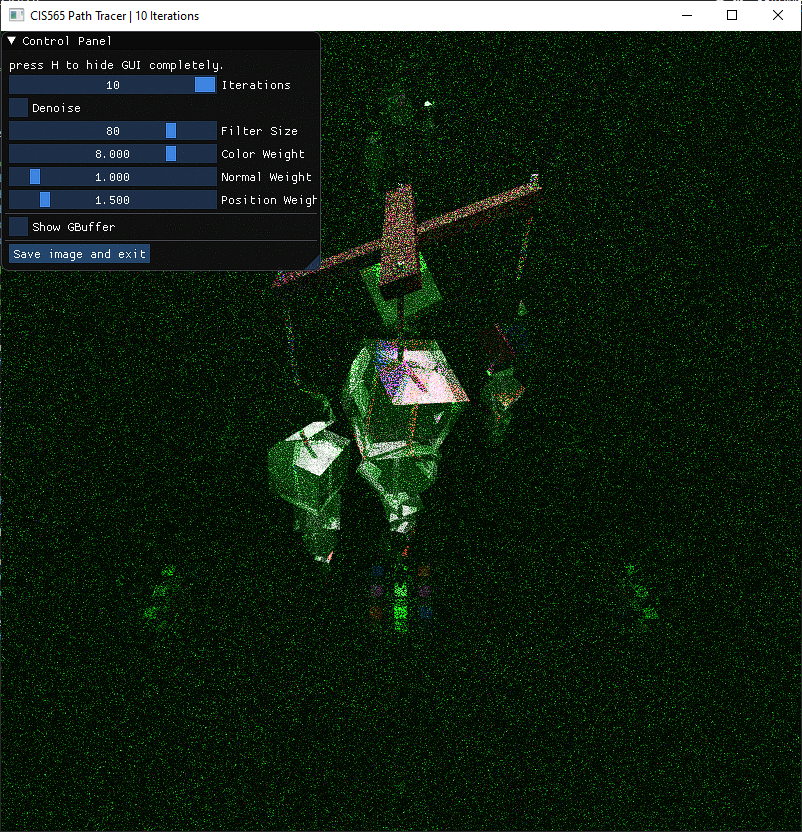 CIS565 Path Tracer | 10 Iterations
Control Panel
press H to hide GUI completely.
10 Iterations
Denoise
80 Filter Size
8.000 Color Weight
1.000 Normal Weight
1.500 Position Weigh
Show GBuffer
Save image and exit